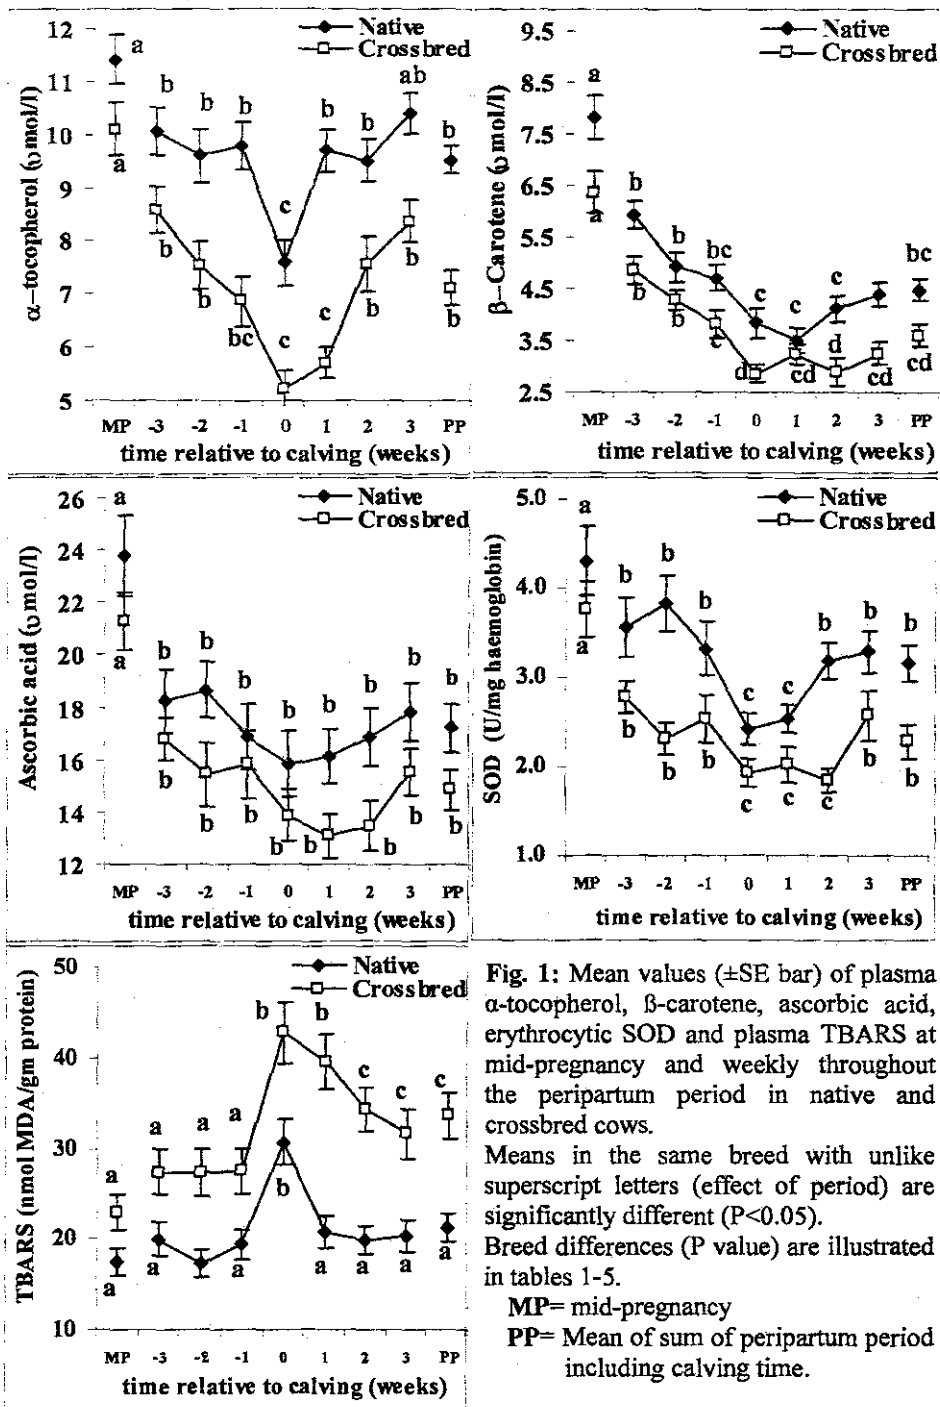 12
11
10
9
8
7
6
5
α-tocopherol (υmol/l)
Native
Crossbred
a
b
b
b
c
b
b
ab
b
a
b
b
bc
c
b
b
b
MP -3 -2 -1 0 1 2 3 PP
time relative to calving (weeks)
9.5
8.5
7.5
6.5
5.5
4.5
3.5
2.5
β-Carotene (υmol/l)
Native
Crossbred
a
b
b
bc
c
c
c
bc
a
b
b
c
d
cd
d
cd
cd
MP -3 -2 -1 0 1 2 3 PP
time relative to calving (weeks)
26
24
22
20
18
16
14
12
Ascorbic acid (υmol/l)
Native
Crossbred
a
b
b
b
b
b
b
b
b
a
b
b
b
b
b
b
b
b
MP -3 -2 -1 0 1 2 3 PP
time relative to calving (weeks)
5.0
4.0
3.0
2.0
1.0
SOD (U/mg haemoglobin)
Native
Crossbred
a
b
b
b
c
c
b
b
b
a
b
b
b
c
c
c
b
b
MP -3 -2 -1 0 1 2 3 PP
time relative to calving (weeks)
50
40
30
20
10
TBARS (nmol MDA/gm protein)
Native
Crossbred
a
a
a
a
b
b
c
c
c
a
a
a
a
b
a
a
a
a
MP -3 -2 -1 0 1 2 3 PP
time relative to calving (weeks)
Fig. 1: Mean values (±SE bar) of plasma
α-tocopherol, ß-carotene, ascorbic acid,
erythrocytic SOD and plasma TBARS at
mid-pregnancy and weekly throughout
the peripartum period in native and
crossbred cows.
Means in the same breed with unlike
superscript letters (effect of period) are
significantly different (P<0.05).
Breed differences (P value) are illustrated
in tables 1-5.
MP= mid-pregnancy
PP= Mean of sum of peripartum period
including calving time.